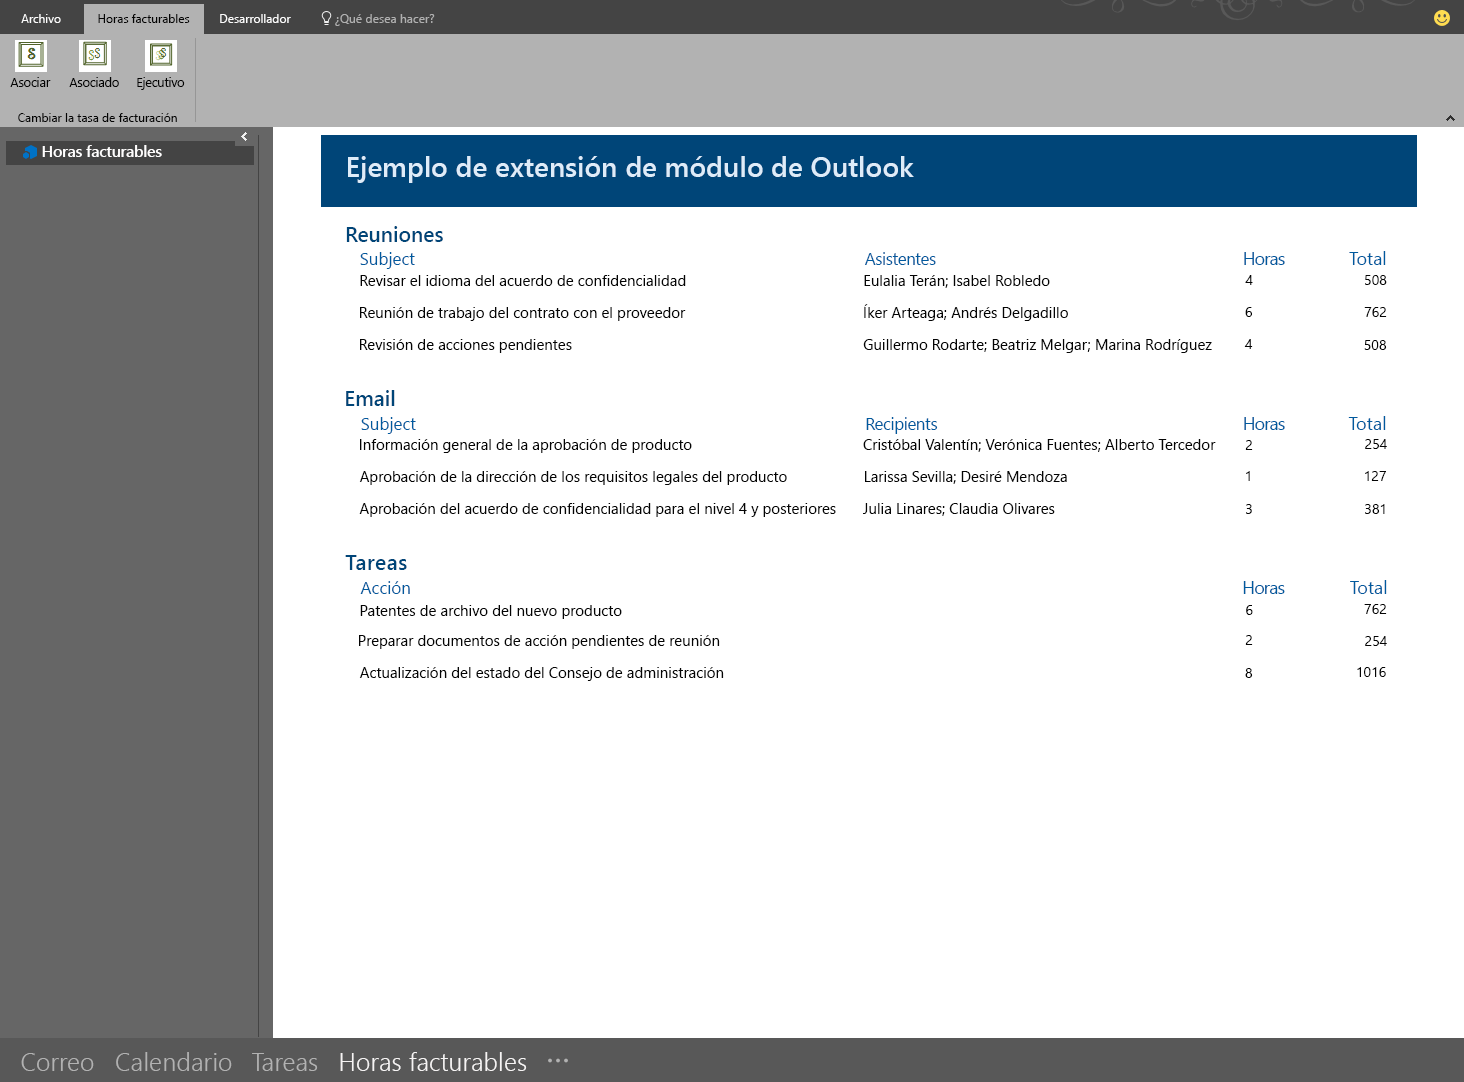 Archivo Horas facturables Desarrollador ¿Qué desea hacer?
Asociar Asociado Ejecutivo
Cambiar la tasa de facturación
Horas facturables
Ejemplo de extensión de módulo de Outlook
Reuniones
Subject Asistentes Horas Total
Revisar el idioma del acuerdo de confidencialidad Eulalia Terán; Isabel Robledo 4 508
Reunión de trabajo del contrato con el proveedor Íker Arteaga; Andrés Delgadillo 6 762
Revisión de acciones pendientes Guillermo Rodarte; Beatriz Melgar; Marina Rodríguez 4 508
Email
Subject Recipients Horas Total
Información general de la aprobación de producto Cristóbal Valentín; Verónica Fuentes; Alberto Tercedor 2 254
Aprobación de la dirección de los requisitos legales del producto Larissa Sevilla; Desiré Mendoza 1 127
Aprobación del acuerdo de confidencialidad para el nivel 4 y posteriores Julia Linares; Claudia Olivares 3 381
Tareas
Acción Horas Total
Patentes de archivo del nuevo producto 6 762
Preparar documentos de acción pendientes de reunión 2 254
Actualización del estado del Consejo de administración 8 1016
Correo Calendario Tareas Horas facturables ···